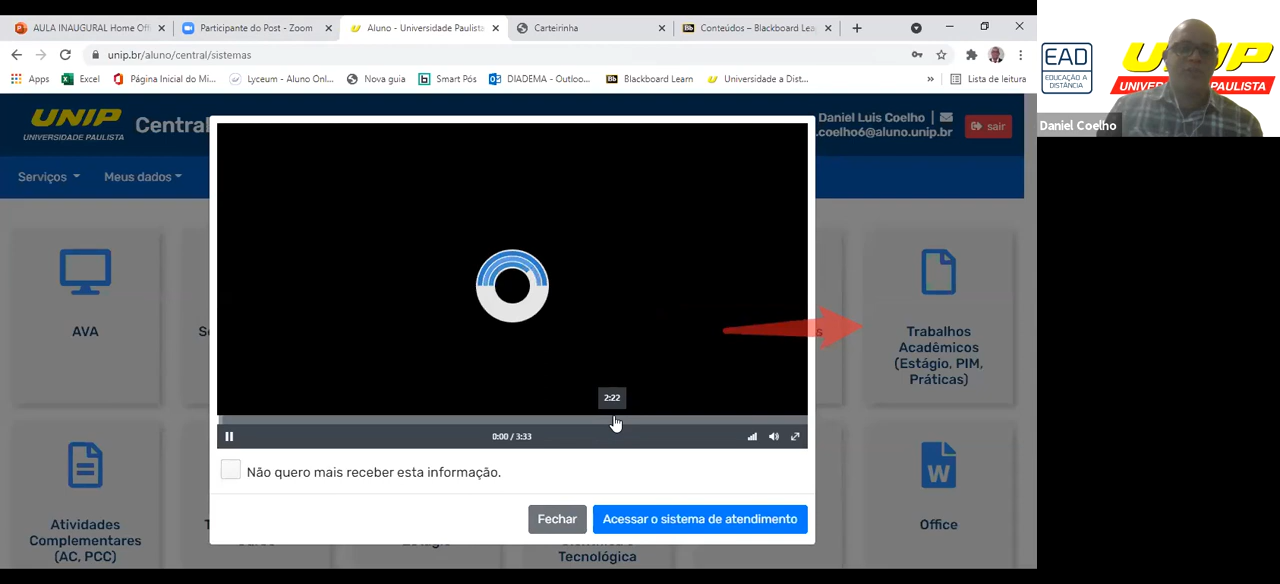 AULA INAUGURAL Home Offi
Participante do Post - Zoom
Aluno - Universidade Paulista
Carteirinha
Conteúdos – Blackboard Lea
unip.br/aluno/central/sistemas
Apps
Excel
Página Inicial do Mi...
Lyceum - Aluno Onl...
Nova guia
Smart Pós
DIADEMA - Outloo...
Blackboard Learn
Universidade a Dist...
»
Lista de leitura
EAD
EDUCAÇÃO A
DISTÂNCIA
UNIP
Daniel Coelho
UNIP
UNIVERSIDADE PAULISTA
Central
Daniel Luis Coelho |
.coelho6@aluno.unip.br
sair
Serviços
Meus dados
AVA
Trabalhos
Acadêmicos
(Estágio, PIM,
Práticas)
2:22
0:00 / 3:33
Não quero mais receber esta informação.
Fechar
Acessar o sistema de atendimento
Atividades
Complementares
(AC, PCC)
Tecnológica
Office